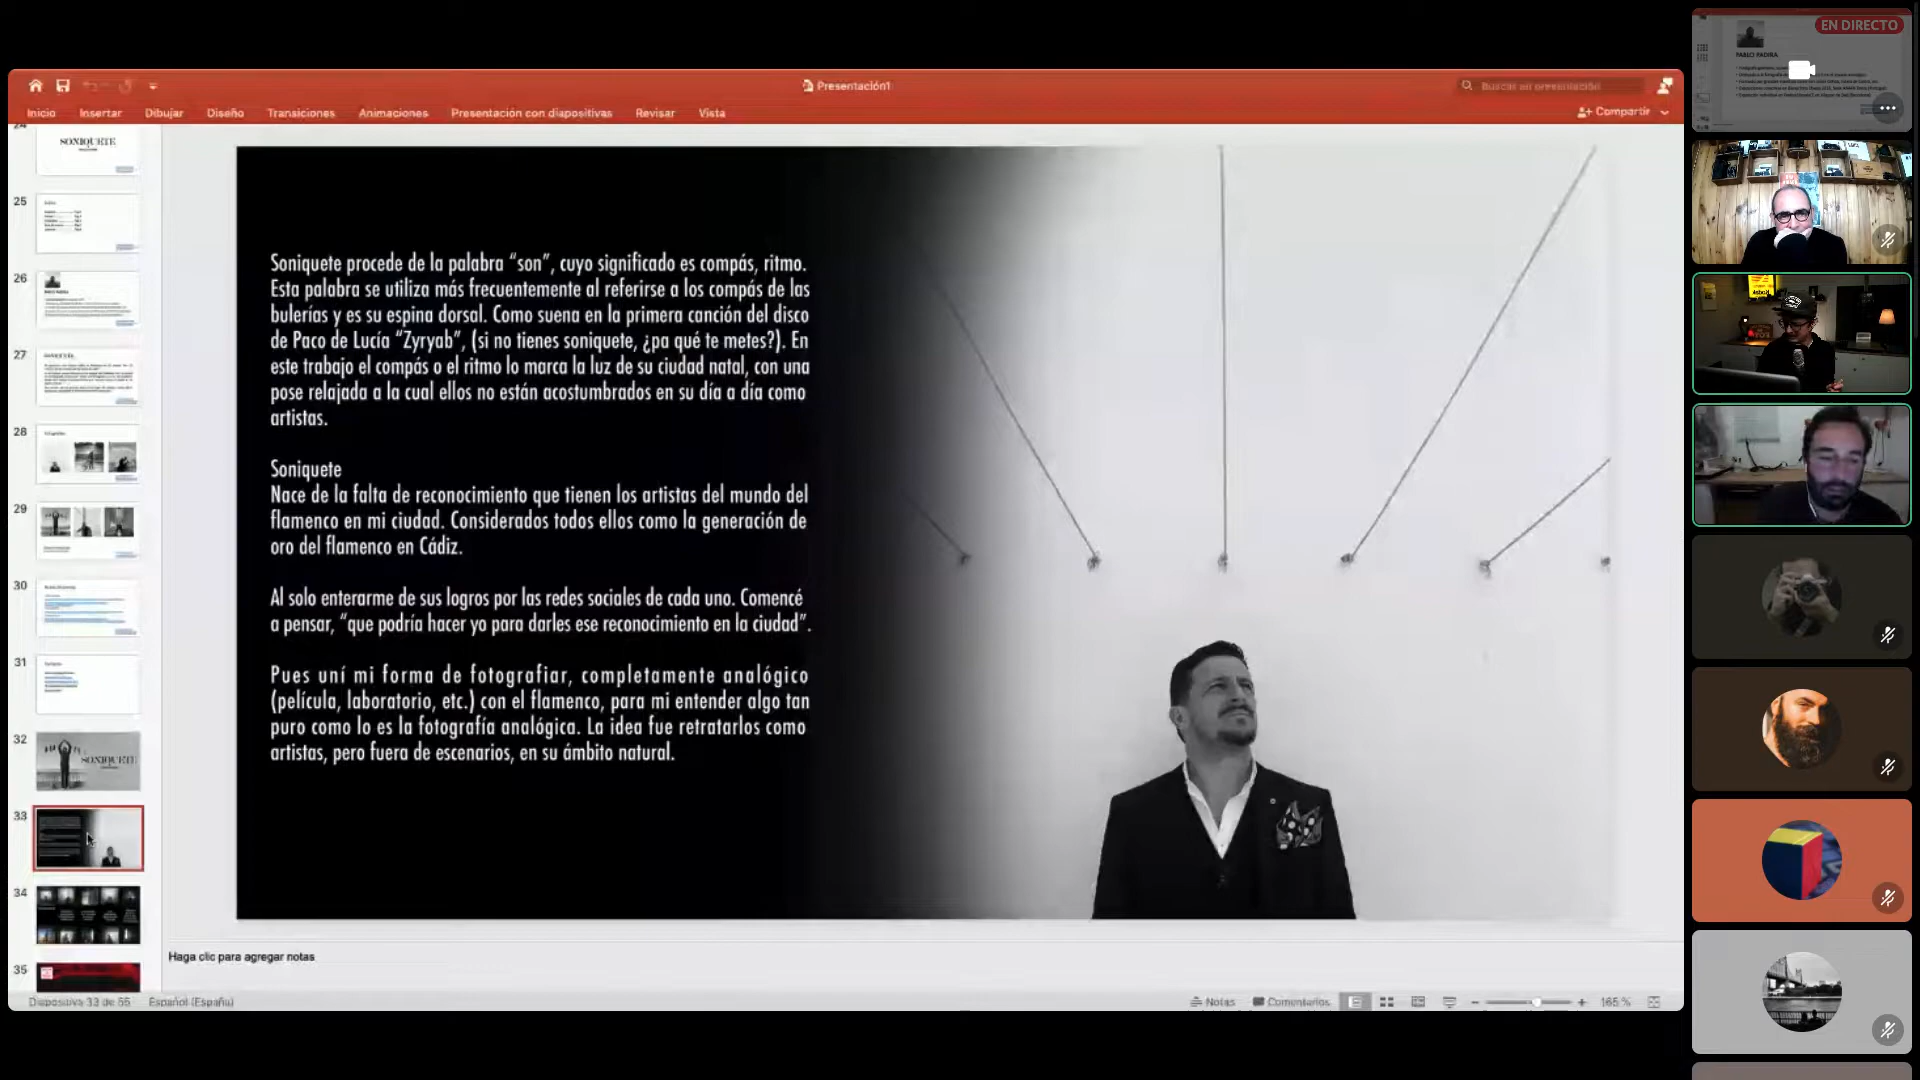 EN DIRECTO
PABLO PADIRA
Presentación1
Buscar en presentación
Inicio Insertar Dibujar Diseño Transiciones Animaciones Presentación con diapositivas Revisar Vista
Compartir
24
SONIQUETE
25
26
27
28
29
30
31
32
SONIQUETE
33
34
35
Soniquete procede de la palabra “son”, cuyo significado es compás, ritmo.
Esta palabra se utiliza más frecuentemente al referirse a los compás de las
bulerías y es su espina dorsal. Como suena en la primera canción del disco
de Paco de Lucía “Zyryab”, (si no tienes soniquete, ¿pa qué te metes?). En
este trabajo el compás o el ritmo lo marca la luz de su ciudad natal, con una
pose relajada a la cual ellos no están acostumbrados en su día a día como
artistas.
Soniquete
Nace de la falta de reconocimiento que tienen los artistas del mundo del
flamenco en mi ciudad. Considerados todos ellos como la generación de
oro del flamenco en Cádiz.
Al solo enterarme de sus logros por las redes sociales de cada uno. Comencé
a pensar, “que podría hacer yo para darles ese reconocimiento en la ciudad”.
Pues uní mi forma de fotografiar, completamente analógico
(película, laboratorio, etc.) con el flamenco, para mi entender algo tan
puro como lo es la fotografía analógica. La idea fue retratarlos como
artistas, pero fuera de escenarios, en su ámbito natural.
Haga clic para agregar notas
Diapositiva 33 de 55 Español (España)
Notas Comentarios 165 %